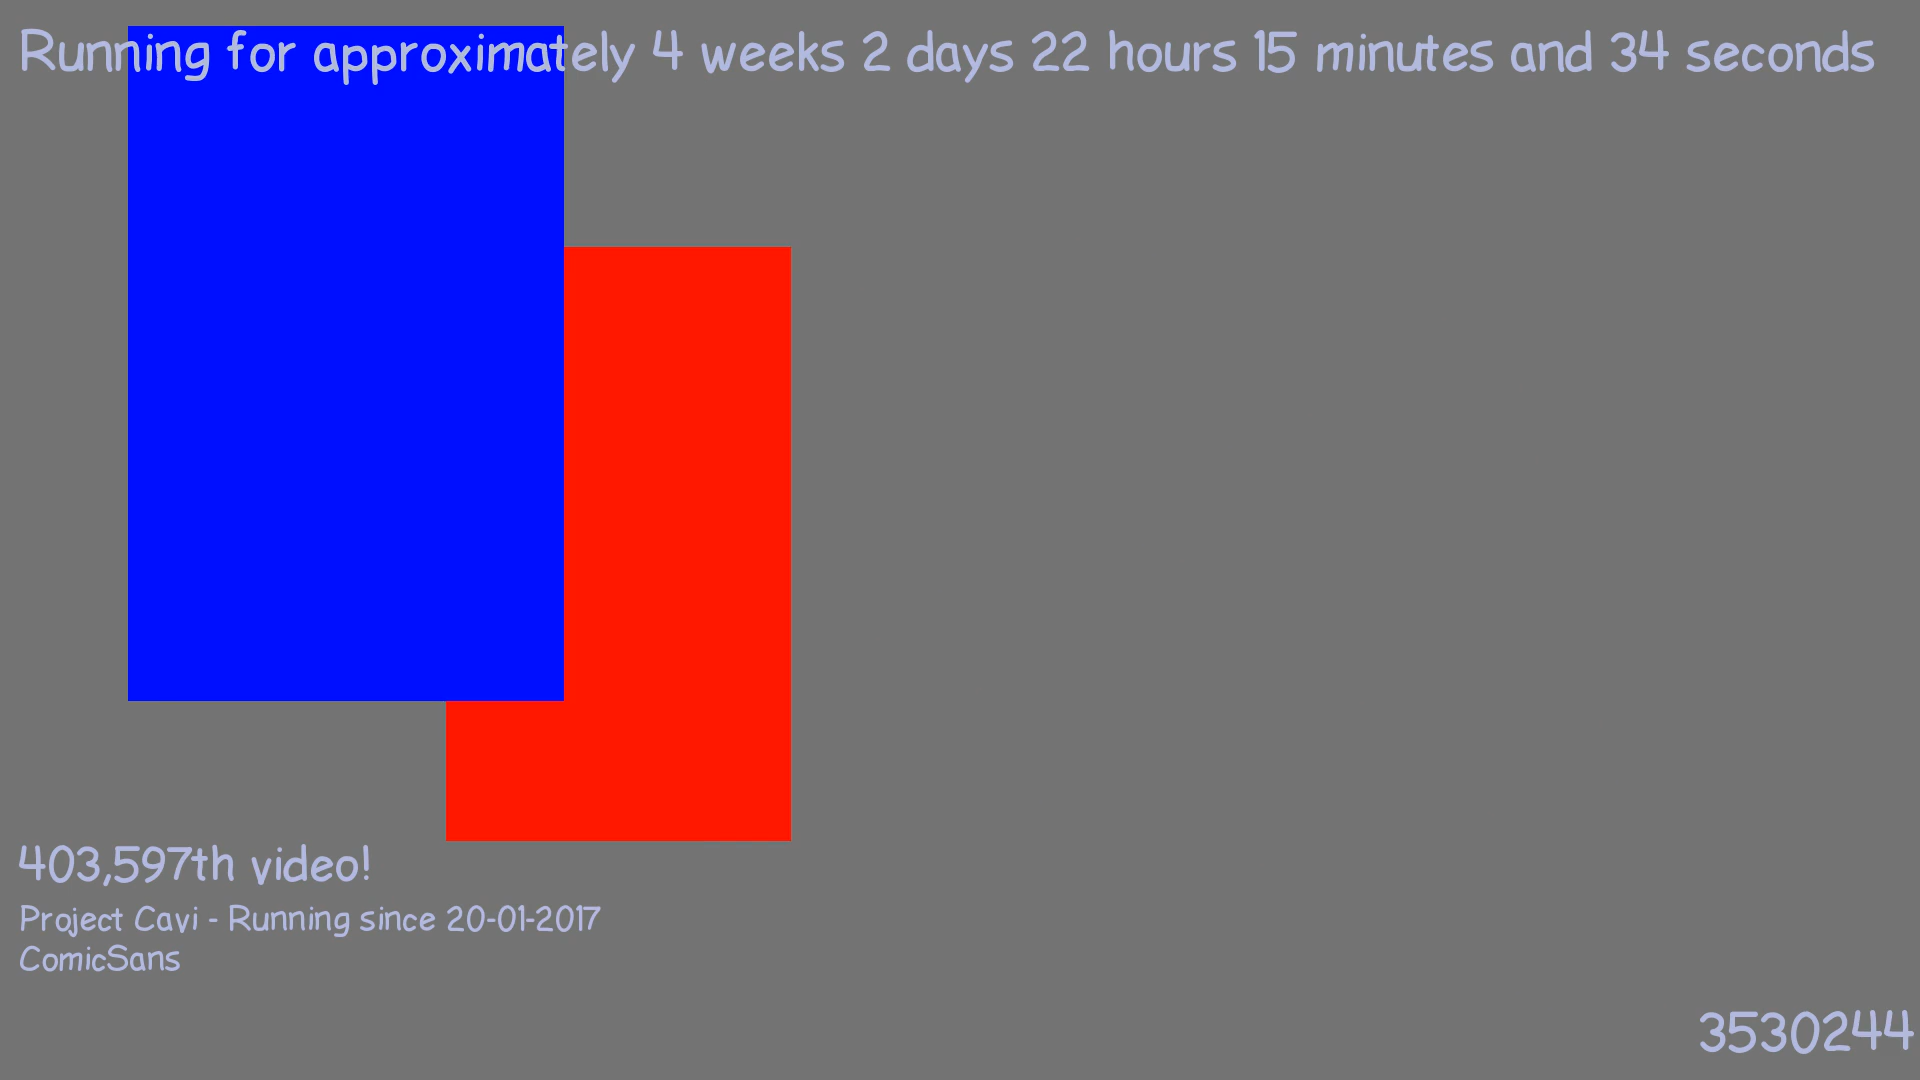 Running for approximately 4 weeks 2 days 22 hours 15 minutes and 34 seconds
403,597th video!
Project Cavi - Running since 20-01-2017
ComicSans
3530244